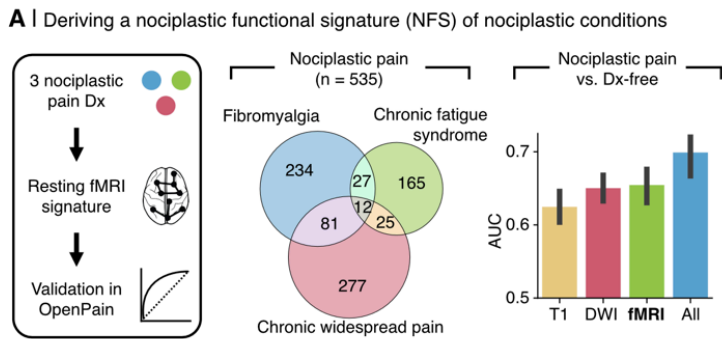 A | Deriving a nociplastic functional signature (NFS) of nociplastic conditions
3 nociplastic
pain Dx
Resting fMRI
signature
Validation in
OpenPain
Nociplastic pain
(n = 535)
Fibromyalgia
Chronic fatigue
syndrome
234
27
165
12
81
25
277
Chronic widespread pain
Nociplastic pain
vs. Dx-free
AUC
0.7
0.6
0.5
T1 DWI fMRI All